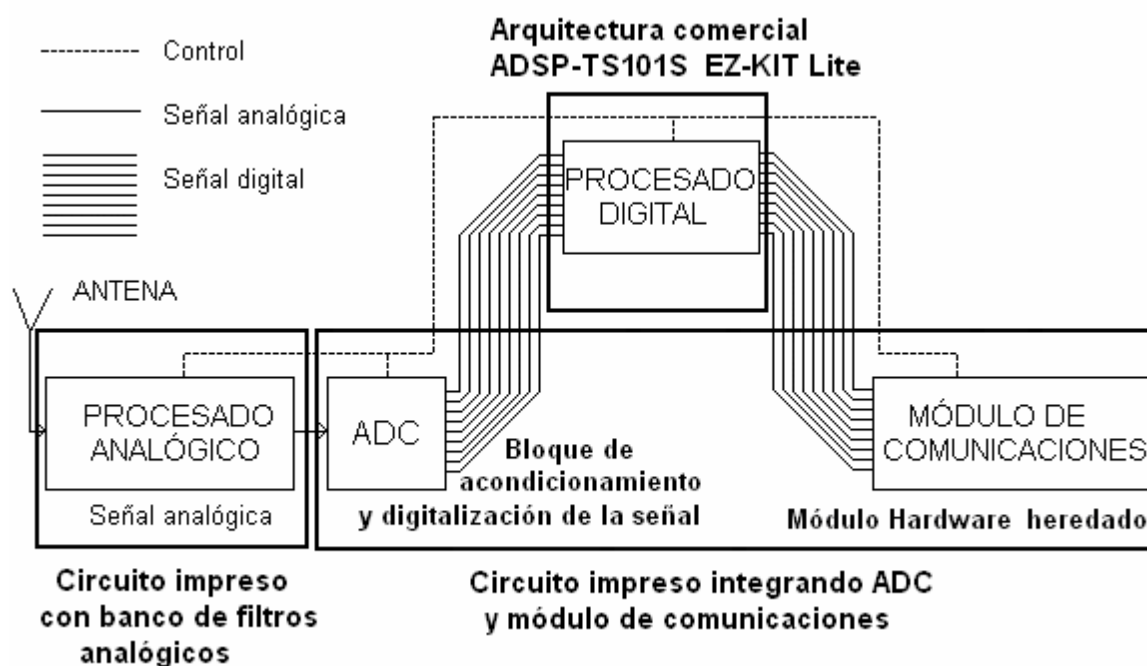 Control
Señal analógica
Señal digital
Arquitectura comercial
ADSP-TS101S EZ-KIT Lite
PROCESADO
DIGITAL
ANTENA
PROCESADO
ANALÓGICO
Señal analógica
ADC
Bloque de
acondicionamiento
y digitalización de la señal
MÓDULO DE
COMUNICACIONES
Módulo Hardware heredado
Circuito impreso
con banco de filtros
analógicos
Circuito impreso integrando ADC
y módulo de comunicaciones